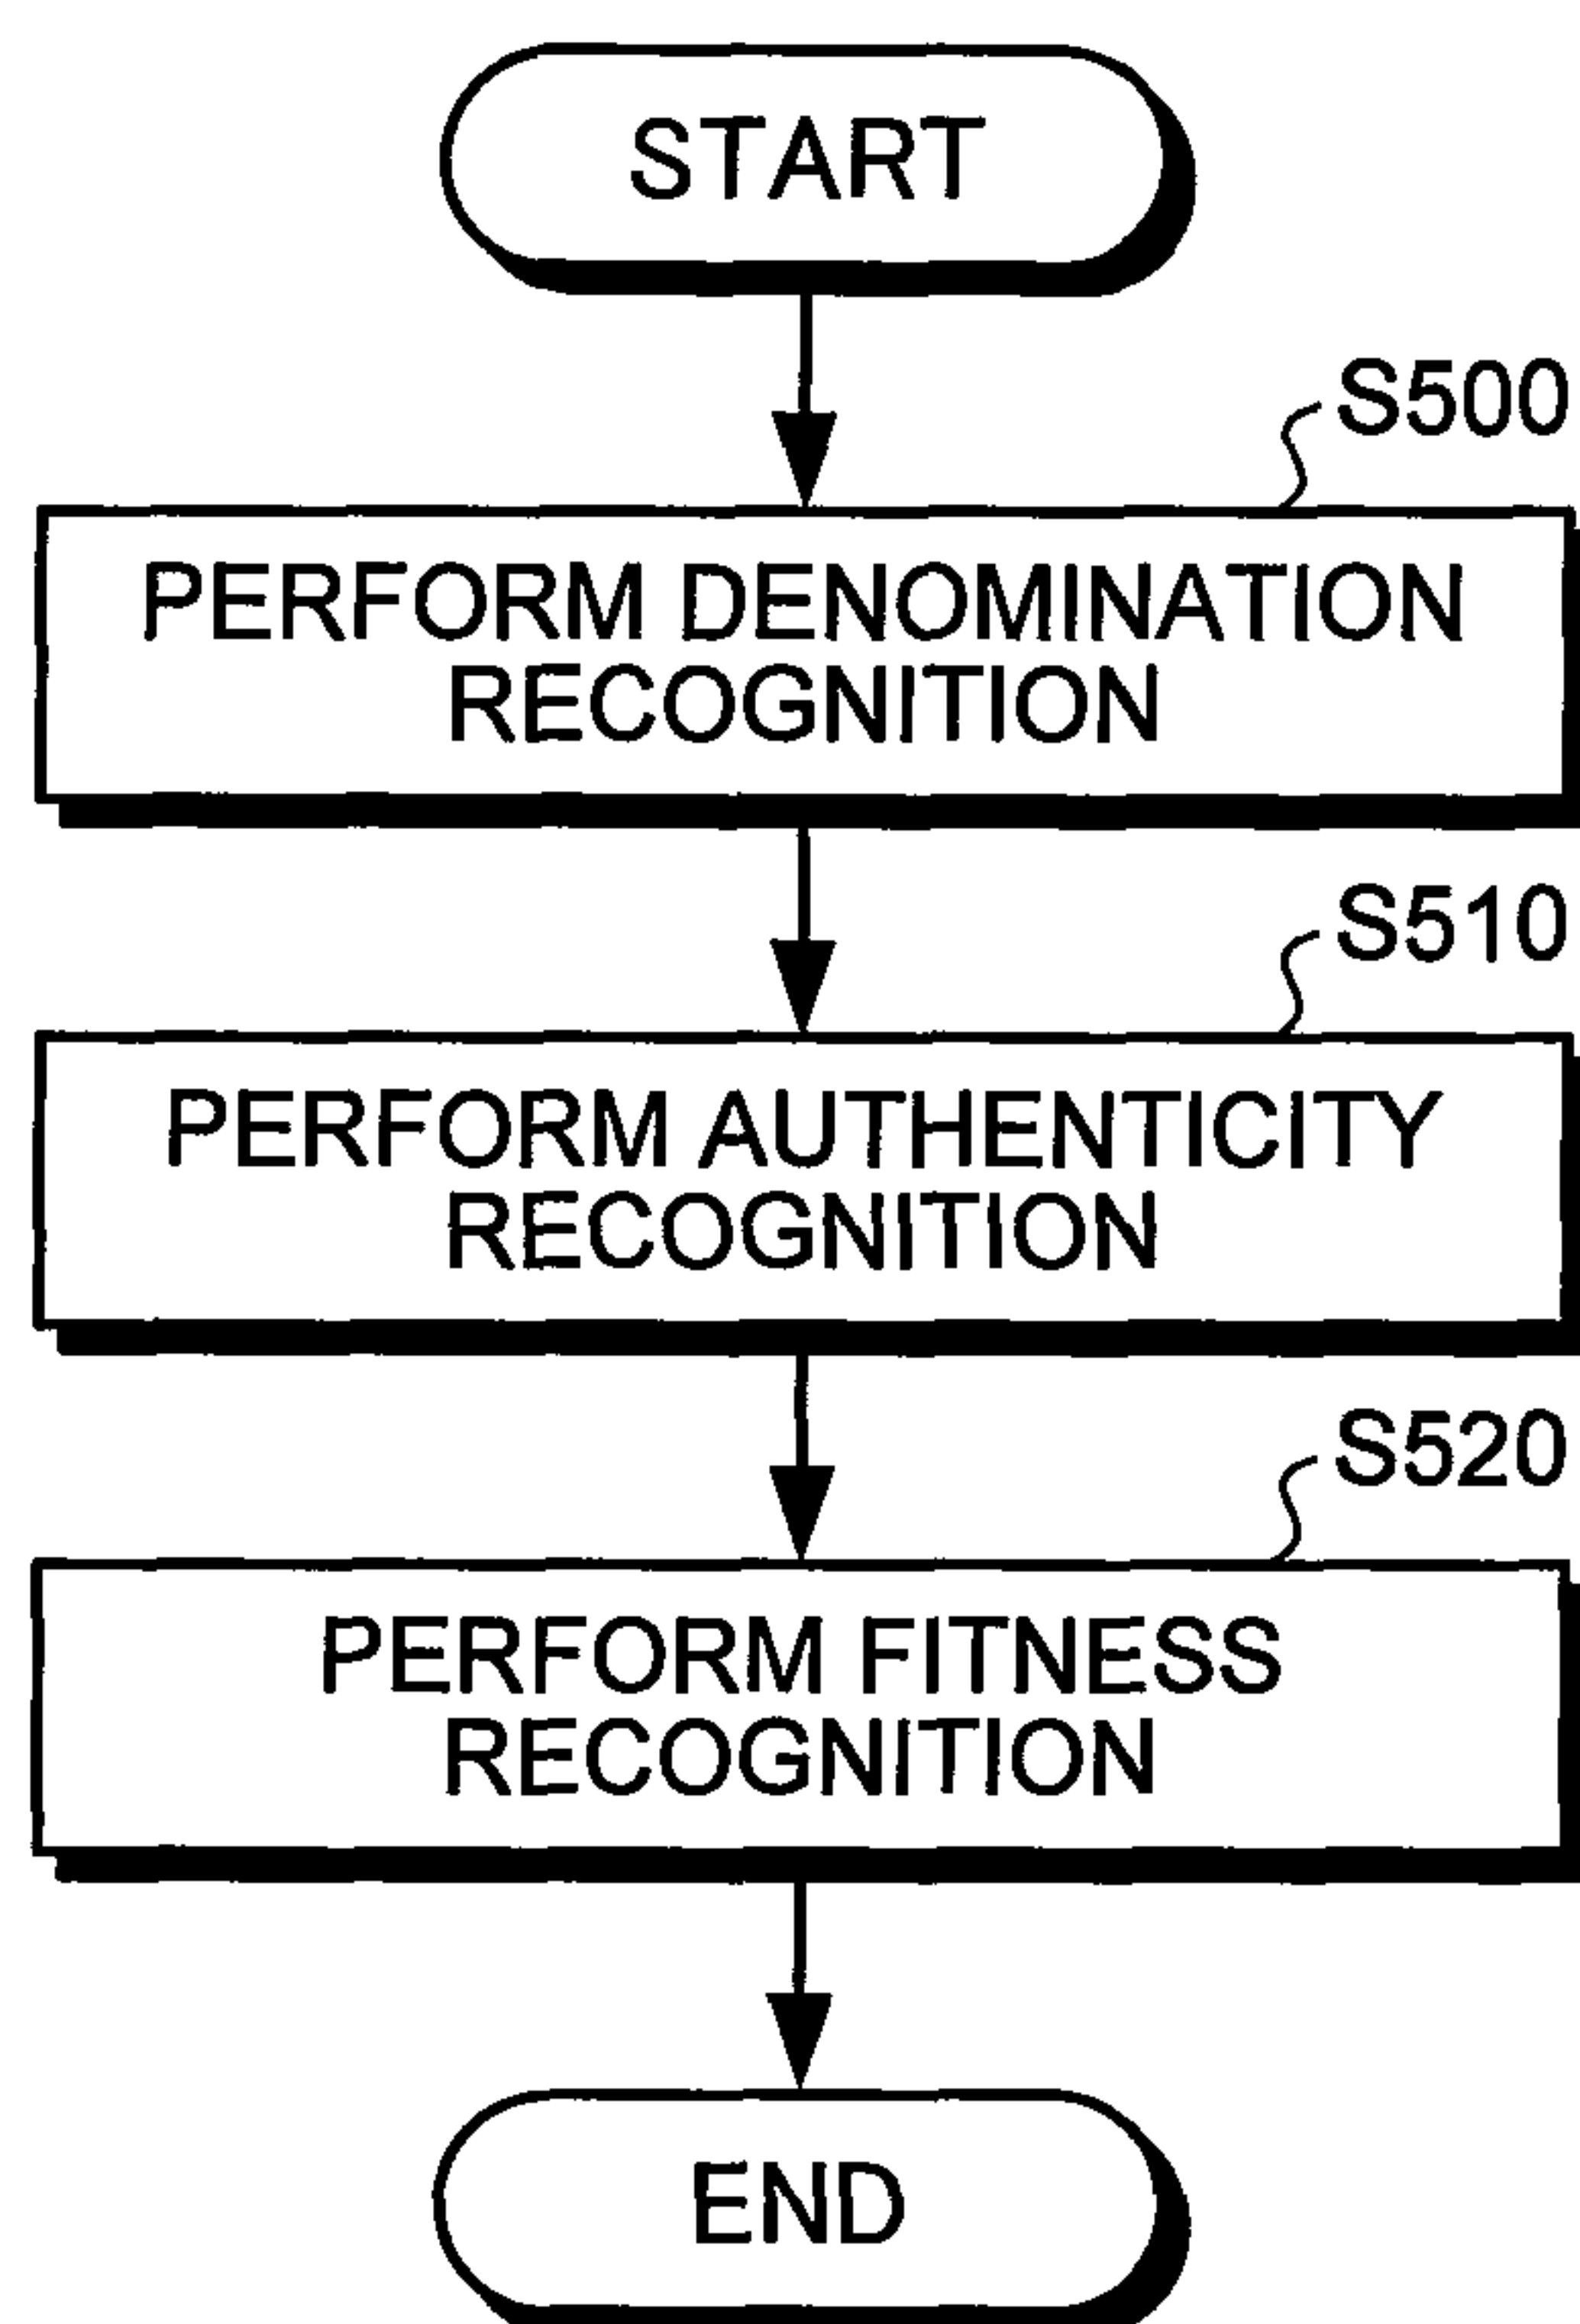 START
S500
PERFORM DENOMINATION
RECOGNITION
S510
PERFORM AUTHENTICITY
RECOGNITION
S520
PERFORM FITNESS
RECOGNITION
END